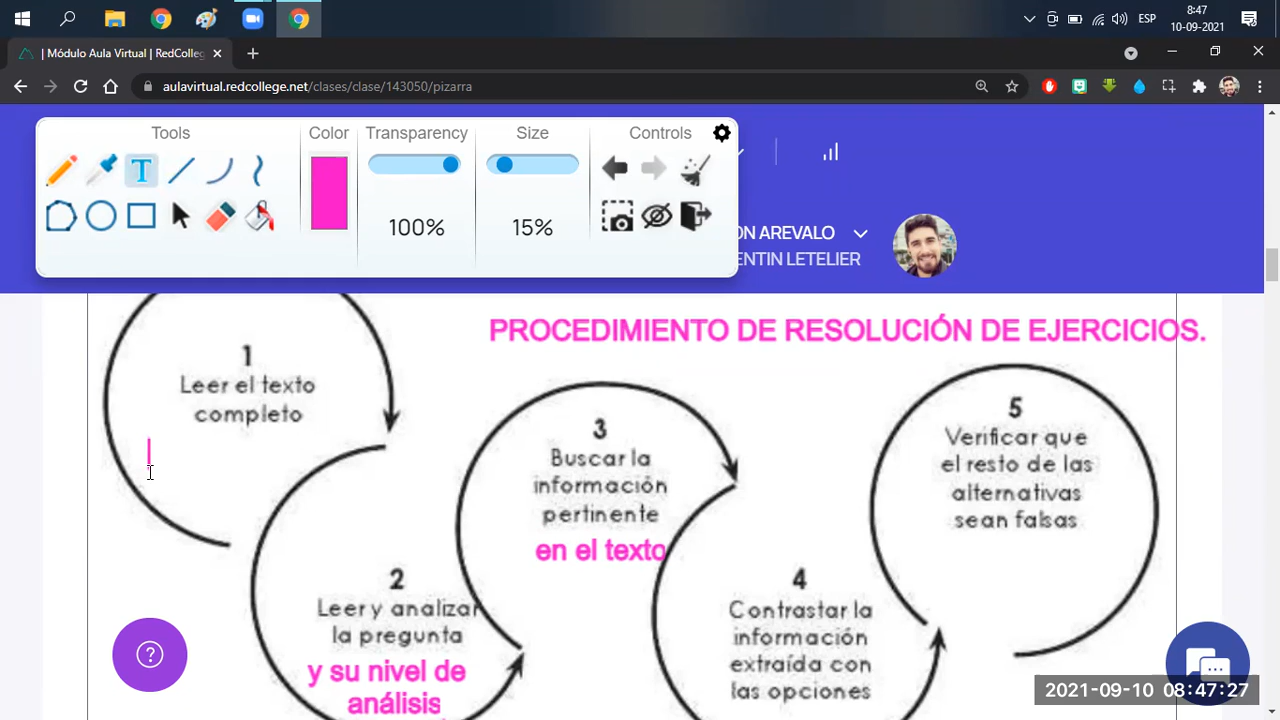 8:47
ESP
10-09-2021
| Módulo Aula Virtual | RedColleg
aulavirtual.redcollege.net/clases/clase/143050/pizarra
Tools
Color
Transparency
Size
Controls
100%
15%
ON AREVALO
ENTIN LETELIER
PROCEDIMIENTO DE RESOLUCIÓN DE EJERCICIOS.
1
Leer el texto
completo
2
Leer y analizar
la pregunta
y su nivel de
análisis
3
Buscar la
información
pertinente
en el texto
4
Contrastar la
información
extraída con
las opciones
5
Verificar que
el resto de las
alternativas
sean falsas
2021-09-10 08:47:27